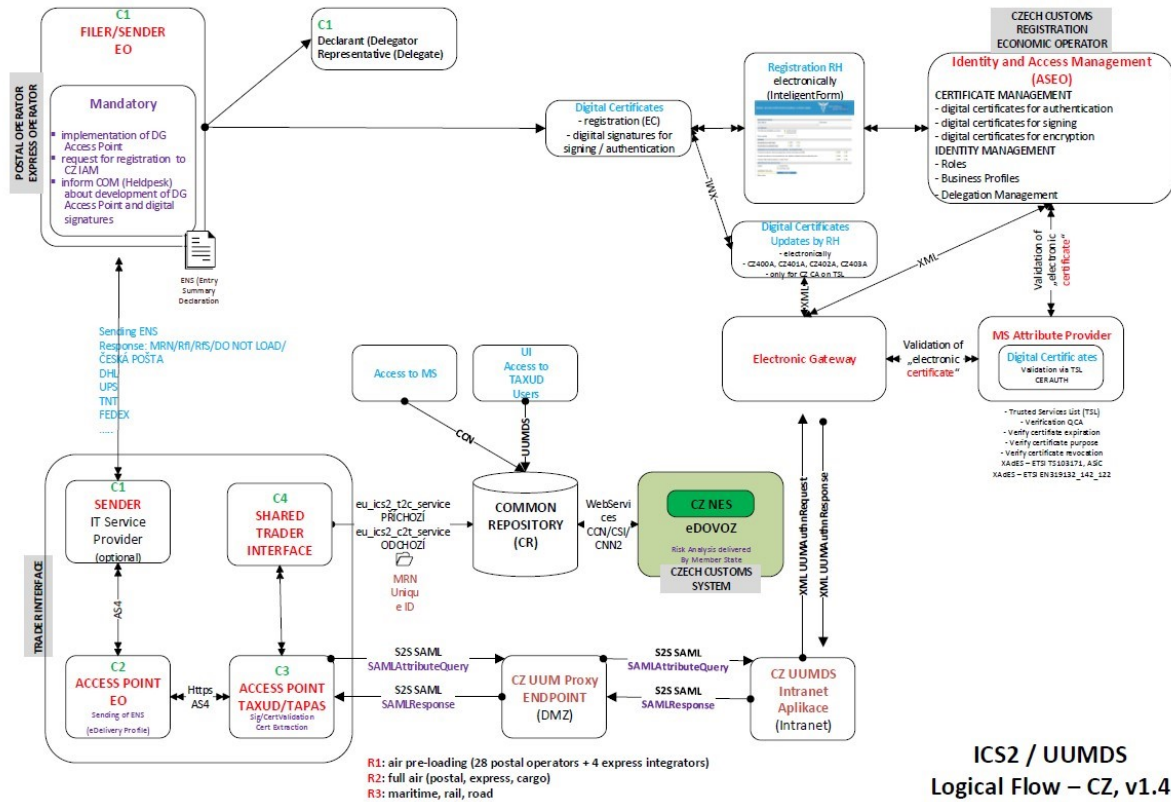 C1
FILER/SENDER
EO
POSTAL OPERATOR
EXPRESS OPERATOR
Mandatory
implementation of DG
Access Point
request for registration to
CZ IAM
inform COM (Heldpesk)
about development of DG
Access Point and digital
signatures
ENS (Entry
Summary
Declaration
C1
Declarant (Delegator
Representative (Delegate)
Digital Certificates
- registration (EC)
- digiital signatures for
signing / authentication
Registration RH
electronically
(InteligentForm)
CZECH CUSTOMS
REGISTRATION
ECONOMIC OPERATOR
Identity and Access Management
(ASEO)
CERTIFICATE MANAGEMENT
- digital certificates for authentication
- digital certificates for signing
- digital certificates for encryption
IDENTITY MANAGEMENT
- Roles
- Business Profiles
- Delegation Management
XML
Digital Certificates
Updates by RH
- electronically
- CZ400A, CZ401A, CZ402A, CZ403A
- only for CZ CA on TSL
XML
XML
Validation of
„electronic
certificate“
Sending ENS
Response: MRN/RfI/RfS/DO NOT LOAD/
ČESKÁ POŠTA
DHL
UPS
TNT
FEDEX
.....
Access to MS
UI
Access to
TAXUD
Users
CCN
UUMDS
Electronic Gateway
Validation of
„electronic
certificate“
MS Attribute Provider
Digital Certificates
Validation via TSL
CERAUTH
- Trusted Services List (TSL)
- Verification QCA
- Verify certifiate expiration
- Verify certificate purpose
- Verify certificate revocation
XAdES – ETSI TS103171, ASiC
XAdES – ETSI EN319132_142_122
TRADER INTERFACE
C1
SENDER
IT Service
Provider
(optional)
C4
SHARED
TRADER
INTERFACE
eu_ics2_t2c_service
PŘÍCHOZÍ
eu_ics2_c2t_service
ODCHOZÍ
MRN
Uniqu
e ID
COMMON
REPOSITORY
(CR)
WebServi
ces
CCN/CSI/
CNN2
CZ NES
eDOVOZ
Risk Analysis delivered
By Member State
CZECH CUSTOMS
SYSTEM
XML UUMAuthnRequest
XML UUMAuthnResponse
AS4
C2
ACCESS POINT
EO
Sending of ENS
(eDelivery Profile)
Https
AS4
C3
ACCESS POINT
TAXUD/TAPAS
Sig/CertValidation
Cert Extraction
S2S SAML
SAMLAttributeQuery
S2S SAML
SAMLResponse
CZ UUM Proxy
ENDPOINT
(DMZ)
S2S SAML
SAMLAttributeQuery
S2S SAML
SAMLResponse
CZ UUMDS
Intranet
Aplikace
(Intranet)
R1: air pre-loading (28 postal operators + 4 express integrators)
R2: full air (postal, express, cargo)
R3: maritime, rail, road
ICS2 / UUMDS
Logical Flow – CZ, v1.4